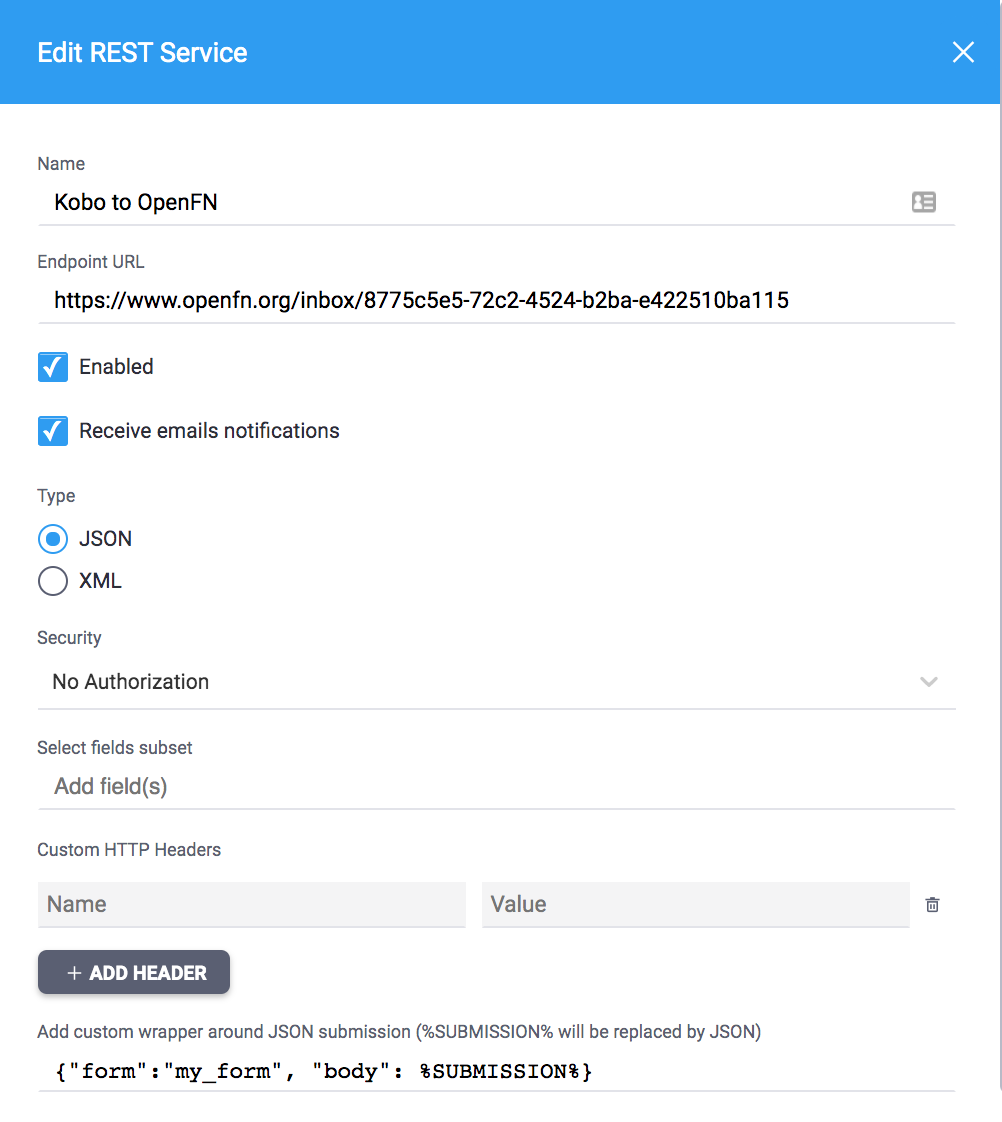 Edit REST Service
Name
Kobo to OpenFN
Endpoint URL
https://www.openfn.org/inbox/8775c5e5-72c2-4524-b2ba-e422510ba115
Enabled
Receive emails notifications
Type
JSON
XML
Security
No Authorization
Select fields subset
Add field(s)
Custom HTTP Headers
Name Value
+ ADD HEADER
Add custom wrapper around JSON submission (%SUBMISSION% will be replaced by JSON)
{"form":"my_form", "body": %SUBMISSION%}